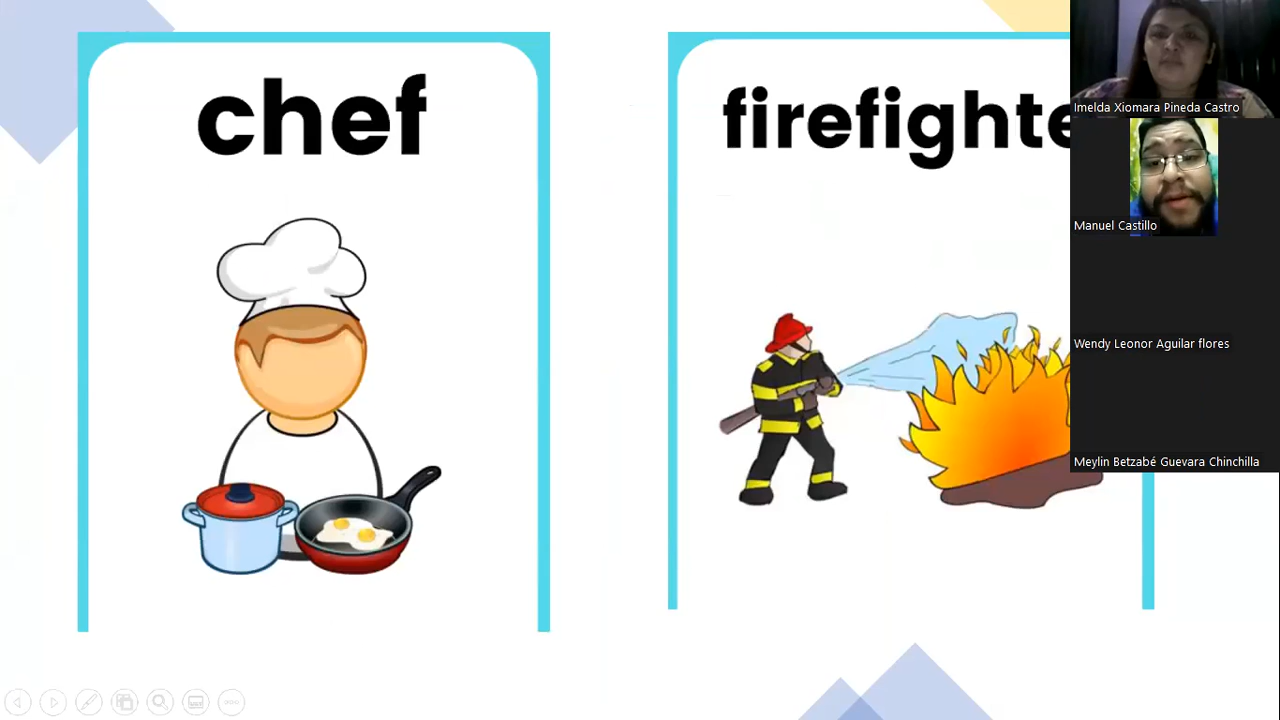 chef
firefighte
Imelda Xiomara Pineda Castro
Manuel Castillo
Wendy Leonor Aguilar flores
Meylin Betzabé Guevara Chinchilla